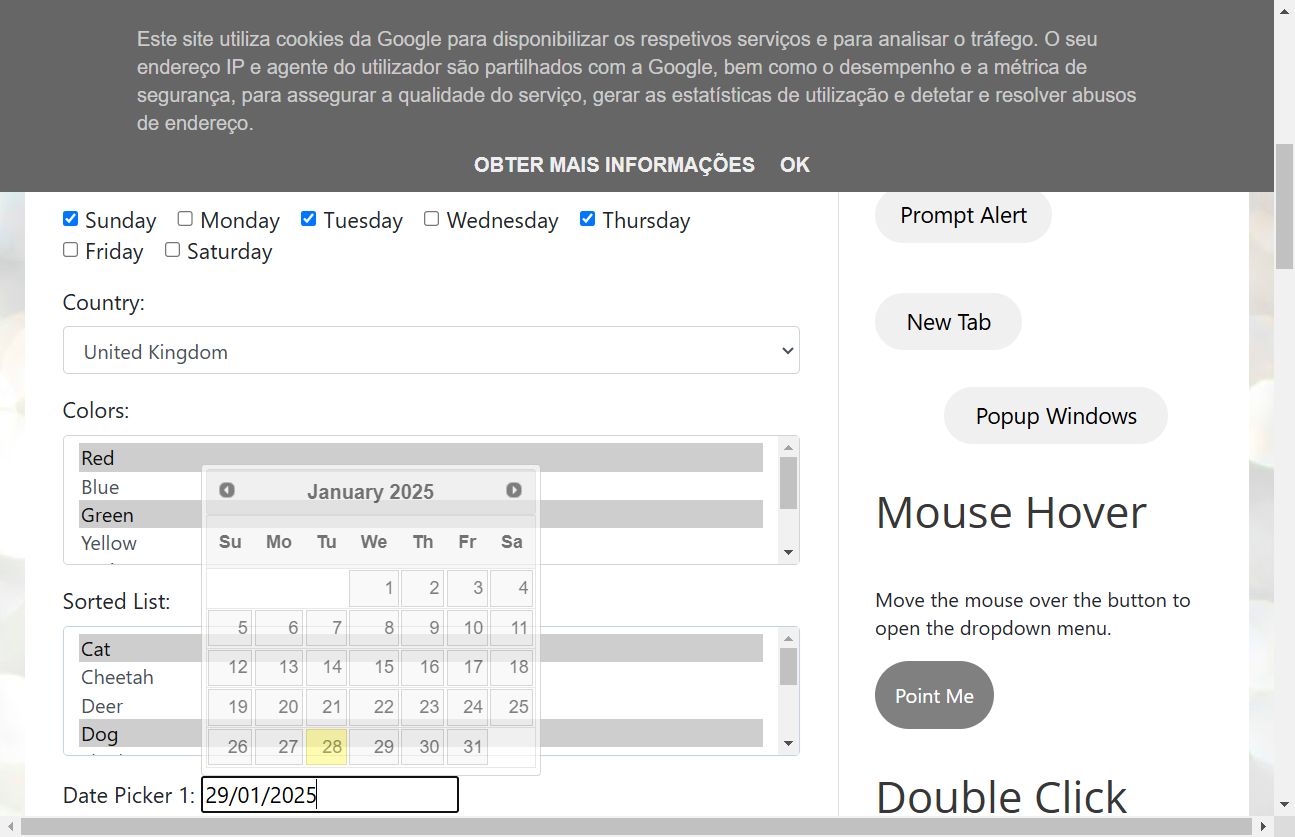 Este site utiliza cookies da Google para disponibilizar os respetivos serviços e para analisar o tráfego. O seu
endereço IP e agente do utilizador são partilhados com a Google, bem como o desempenho e a métrica de
segurança, para assegurar a qualidade do serviço, gerar as estatísticas de utilização e detetar e resolver abusos
de endereço.
OBTER MAIS INFORMAÇÕES OK
Sunday Monday Tuesday Wednesday Thursday
Friday Saturday
Country:
United Kingdom
Colors:
Red
Blue
Green
Yellow
January 2025
Su Mo Tu We Th Fr Sa
1 2 3 4
5 6 7 8 9 10 11
12 13 14 15 16 17 18
19 20 21 22 23 24 25
26 27 28 29 30 31
Sorted List:
Cat
Cheetah
Deer
Dog
Date Picker 1: 29/01/2025
Prompt Alert
New Tab
Popup Windows
Mouse Hover
Move the mouse over the button to
open the dropdown menu.
Point Me
Double Click